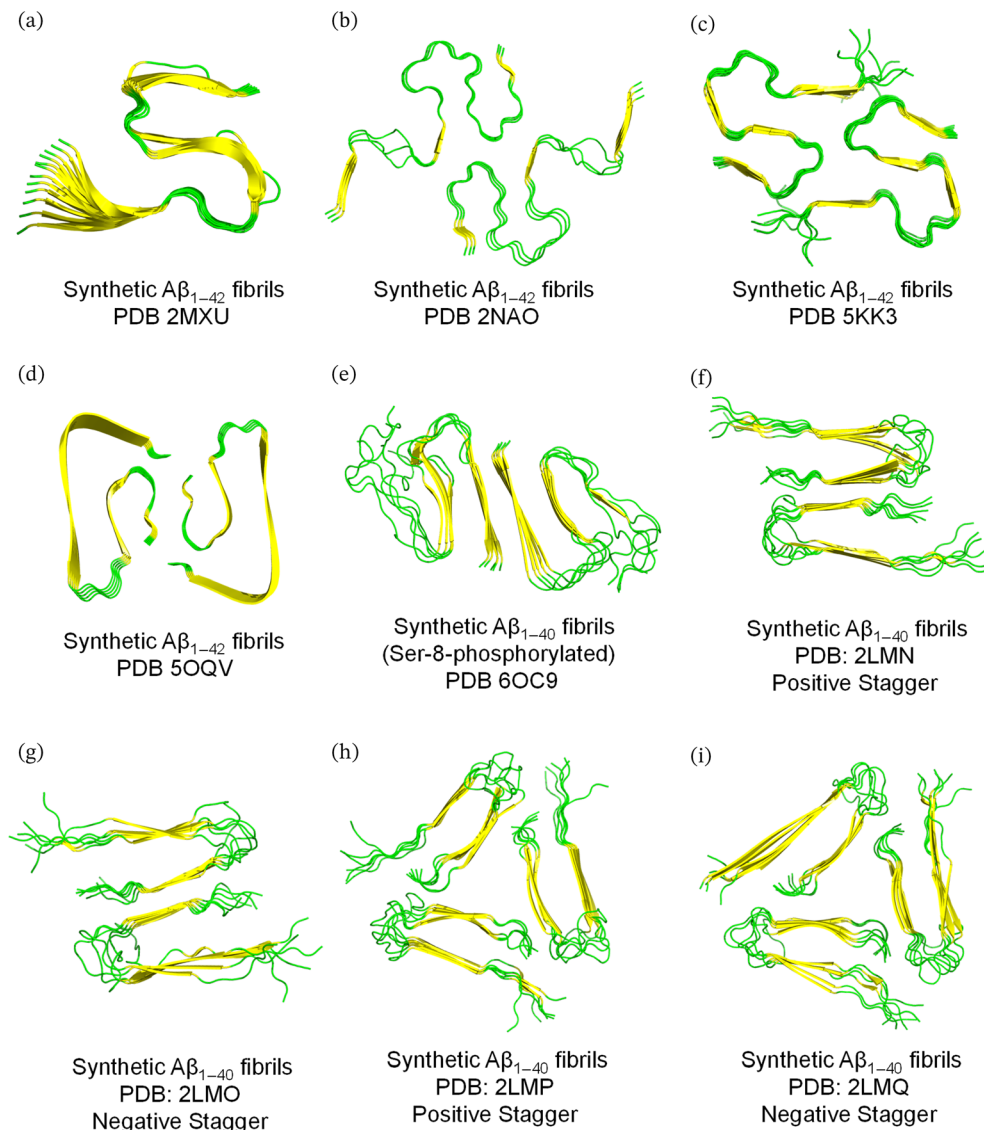 (a)
(b)
(c)
Synthetic Aβ1–42 fibrils
PDB 2MXU
Synthetic Aβ1–42 fibrils
PDB 2NAO
Synthetic Aβ1–42 fibrils
PDB 5KK3
(d)
(e)
(f)
Synthetic Aβ1–42 fibrils
PDB 5OQV
Synthetic Aβ1–40 fibrils
(Ser-8-phosphorylated)
PDB 6OC9
Synthetic Aβ1–40 fibrils
PDB: 2LMN
Positive Stagger
(g)
(h)
(i)
Synthetic Aβ1–40 fibrils
PDB: 2LMO
Negative Stagger
Synthetic Aβ1–40 fibrils
PDB: 2LMP
Positive Stagger
Synthetic Aβ1–40 fibrils
PDB: 2LMQ
Negative Stagger